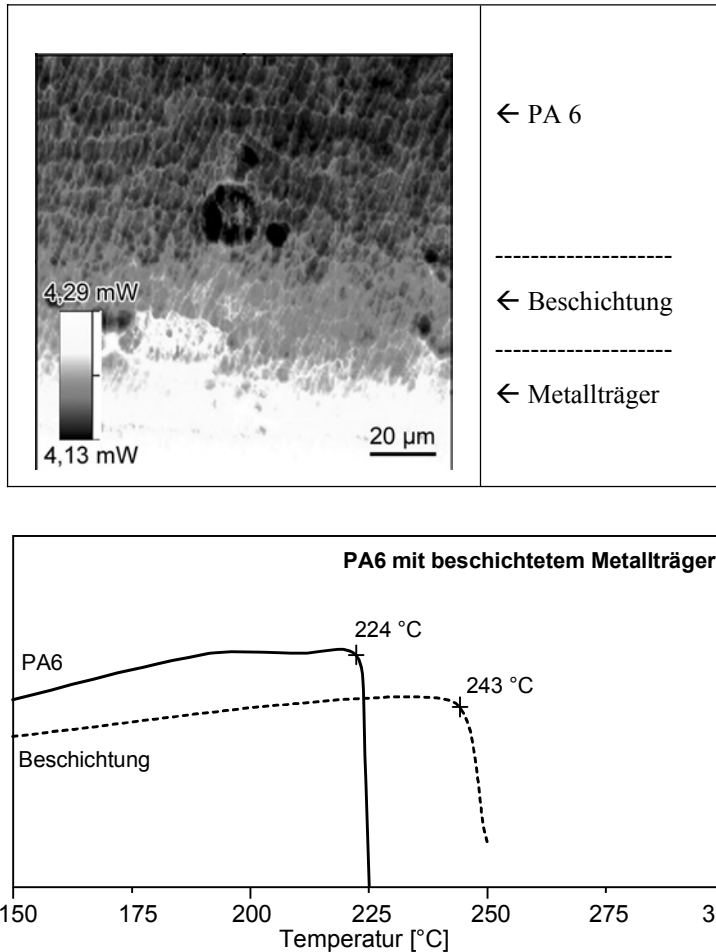 ← PA 6
← Beschichtung
← Metallträger
4,29 mW
4,13 mW
20 µm
PA6 mit beschichtetem Metallträger
224 °C
PA6
243 °C
Beschichtung
150 175 200 225 250 275 3
Temperatur [°C]